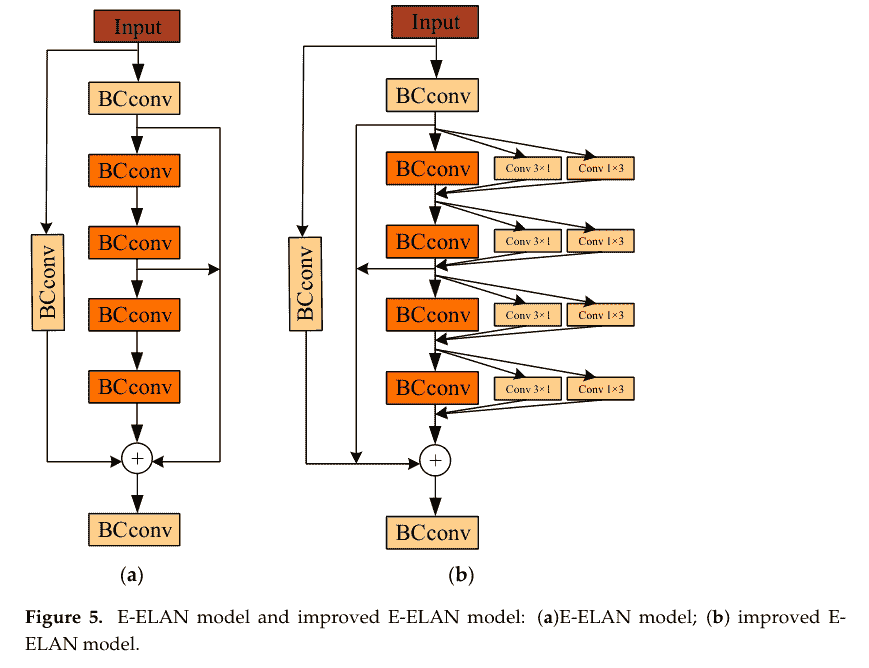 Input
BCconv
BCconv
BCconv
BCconv
BCconv
BCconv
+
BCconv
(a)
Input
BCconv
BCconv
Conv 3×1
Conv 1×3
BCconv
Conv 3×1
Conv 1×3
BCconv
BCconv
Conv 3×1
Conv 1×3
BCconv
Conv 3×1
Conv 1×3
+
BCconv
(b)
Figure 5. E-ELAN model and improved E-ELAN model: (a)E-ELAN model; (b) improved E-
ELAN model.